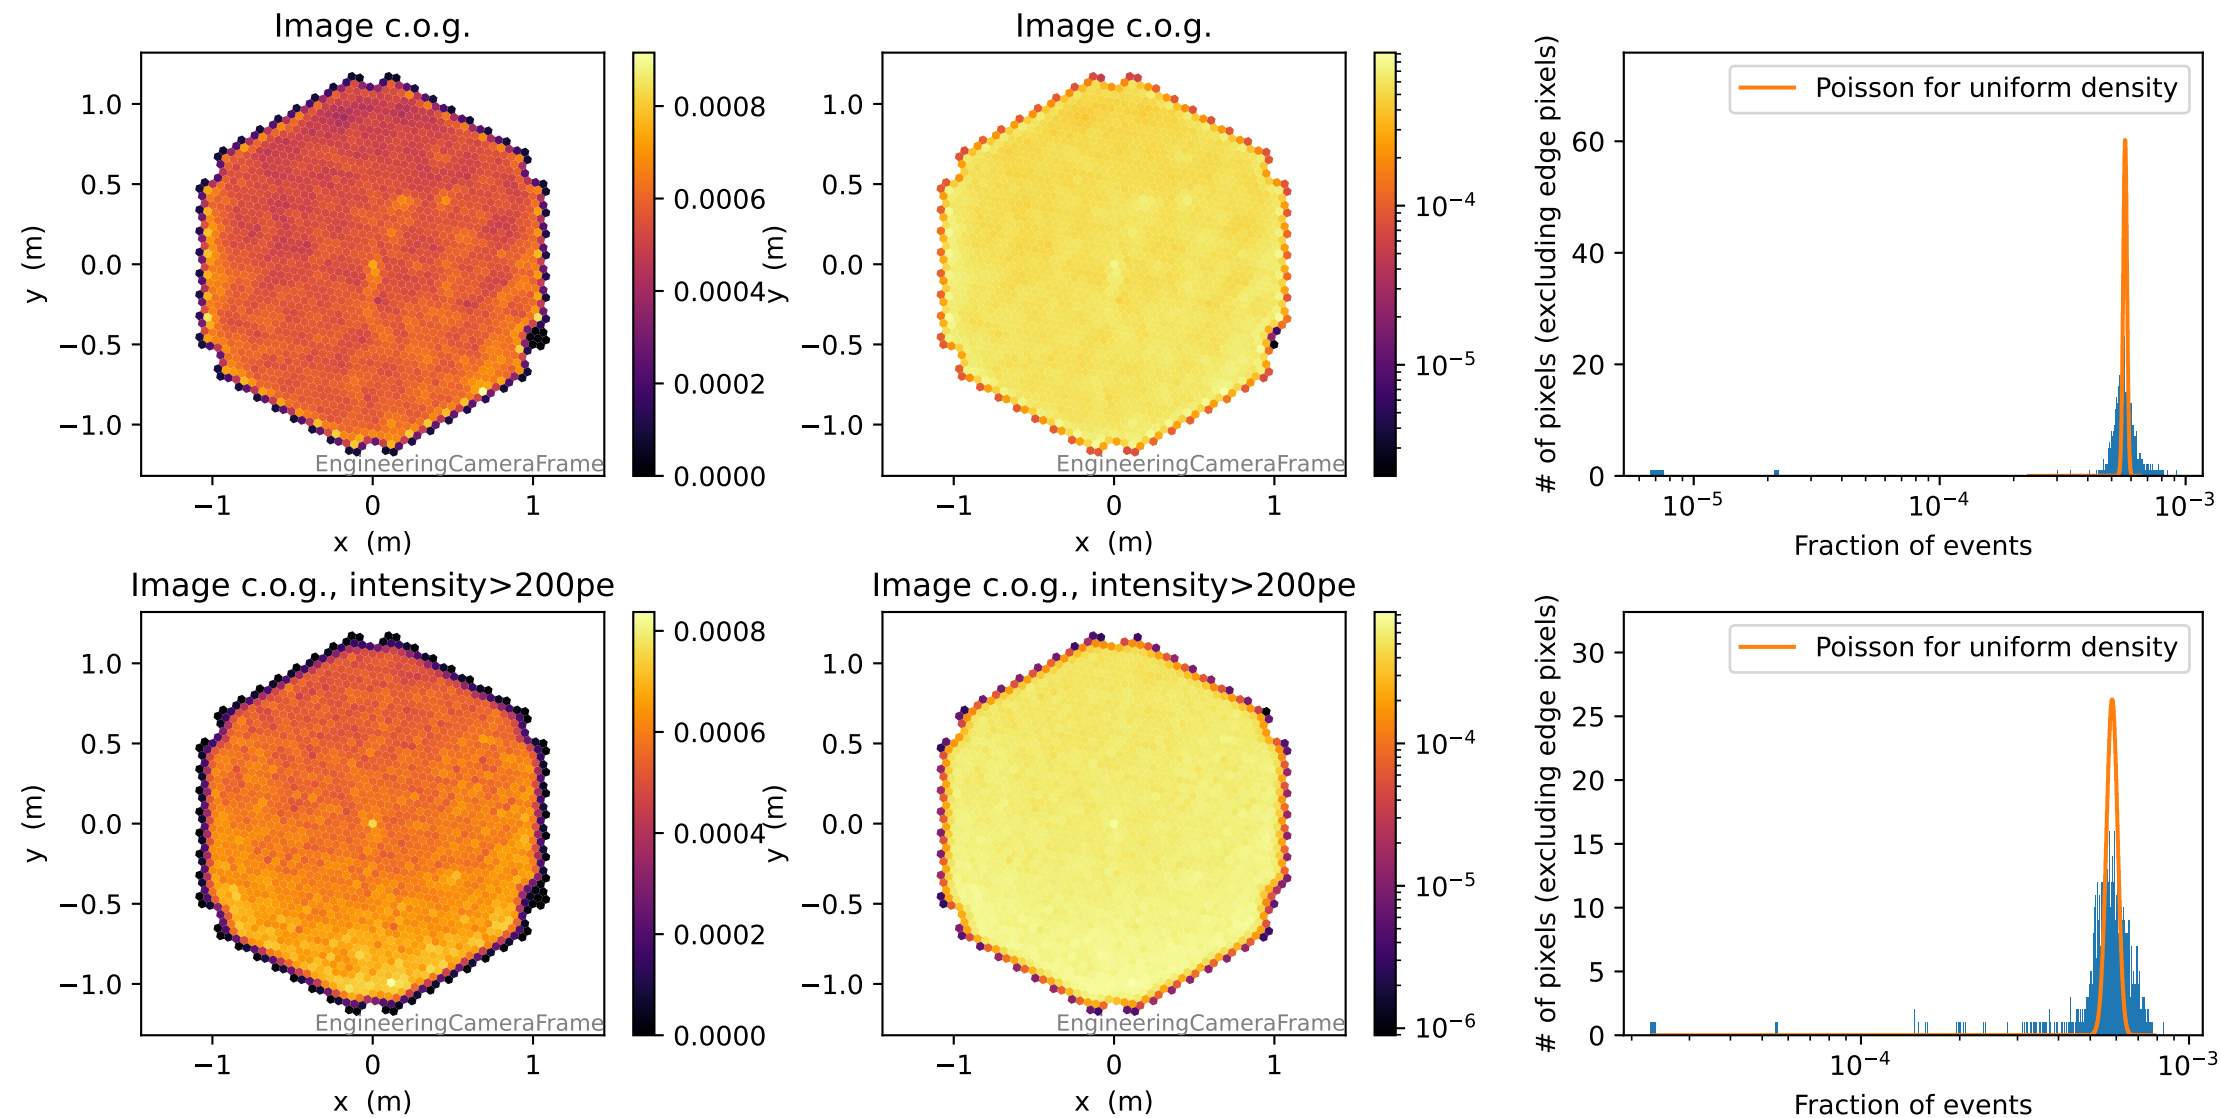 Image c.o.g.
1.0
0.5
0.0
−0.5
−1.0
y (m)
−1
0
1
x (m)
EngineeringCameraFrame
0.0008
0.0006
0.0004
0.0002
0.0000
Image c.o.g.
1.0
0.5
0.0
−0.5
−1.0
y (m)
−1
0
1
x (m)
EngineeringCameraFrame
10⁻⁴
10⁻⁵
# of pixels (excluding edge pixels)
60
40
20
0
Poisson for uniform density
10⁻⁵
10⁻⁴
10⁻³
Fraction of events
Image c.o.g., intensity>200pe
1.0
0.5
0.0
−0.5
−1.0
y (m)
−1
0
1
x (m)
EngineeringCameraFrame
0.0008
0.0006
0.0004
0.0002
0.0000
Image c.o.g., intensity>200pe
1.0
0.5
0.0
−0.5
−1.0
y (m)
−1
0
1
x (m)
EngineeringCameraFrame
10⁻⁴
10⁻⁵
10⁻⁶
# of pixels (excluding edge pixels)
30
25
20
15
10
5
0
Poisson for uniform density
10⁻⁴
10⁻³
Fraction of events